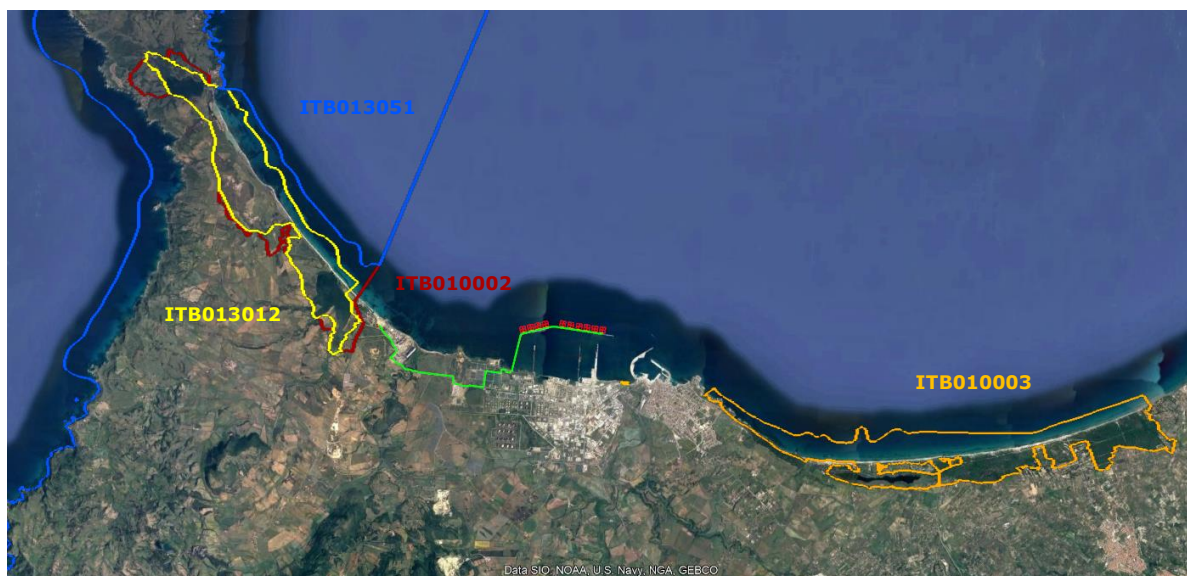 ITB013051
ITB010002
ITB013012
ITB010003
Data SIO, NOAA, U.S. Navy, NGA, GEBCO